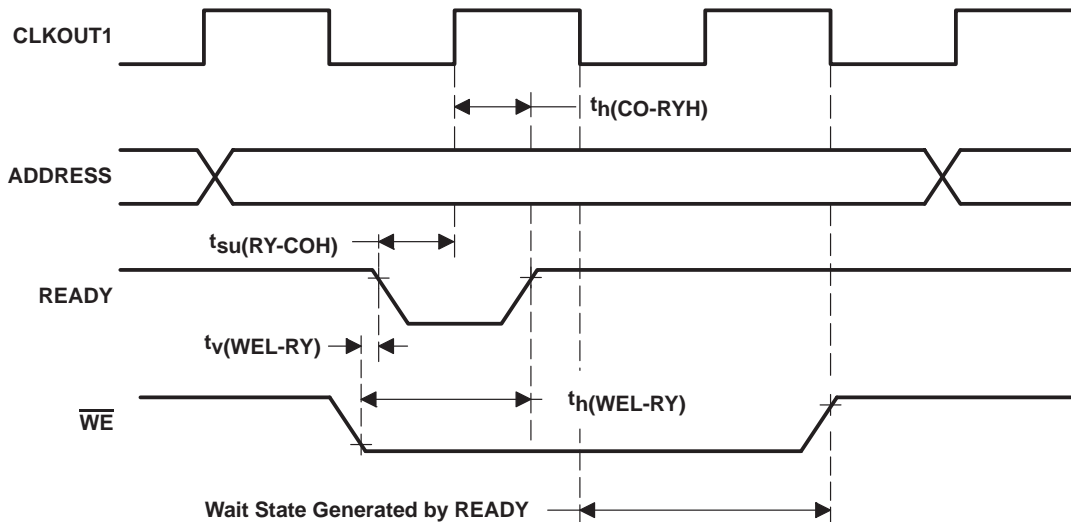 CLKOUT1
th(CO-RYH)
ADDRESS
tsu(RY-COH)
READY
tv(WEL-RY)
th(WEL-RY)
WE
Wait State Generated by READY